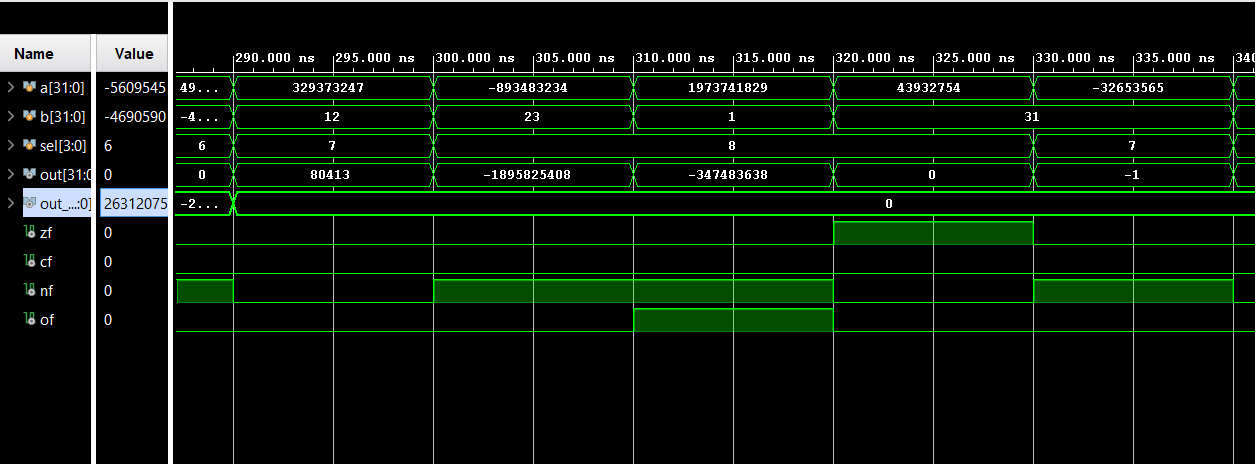 Name Value
290.000 ns 295.000 ns 300.000 ns 305.000 ns 310.000 ns 315.000 ns 320.000 ns 325.000 ns 330.000 ns 335.000 ns 340
a[31:0] -5609545 49... 329373247 -893483234 1973741829 43932754 -32653565
b[31:0] -4690590 -4... 12 23 1 31
sel[3:0] 6 6 7 8 7
out[31:0 0 0 80413 -1895825408 -347483638 0 -1
out_...:0] 26312075 -2... 0
zf 0
cf 0
nf 0
of 0